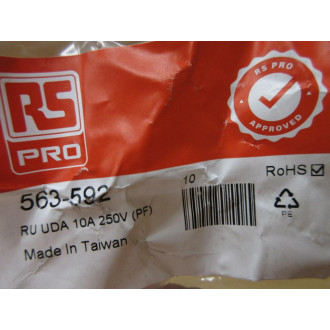 RS
PRO
RS PRO
APPROVED
563-592
RU UDA 10A 250V (PF)
Made In Taiwan
10
RoHS
PE